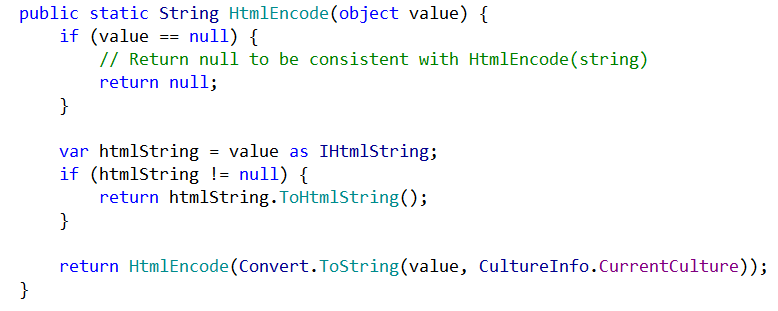 public static String HtmlEncode(object value) {
    if (value == null) {
        // Return null to be consistent with HtmlEncode(string)
        return null;
    }

    var htmlString = value as IHtmlString;
    if (htmlString != null) {
        return htmlString.ToHtmlString();
    }

    return HtmlEncode(Convert.ToString(value, CultureInfo.CurrentCulture));
}